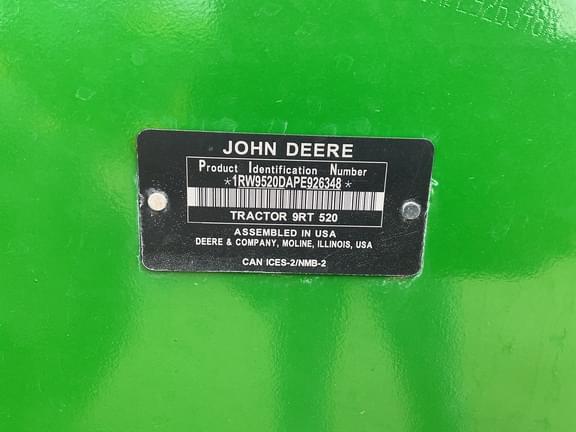 JOHN DEERE
Product Identification Number
*1RW9520DAPE926348*
TRACTOR 9RT 520
ASSEMBLED IN USA
DEERE & COMPANY, MOLINE, ILLINOIS, USA
CAN ICES-2/NMB-2